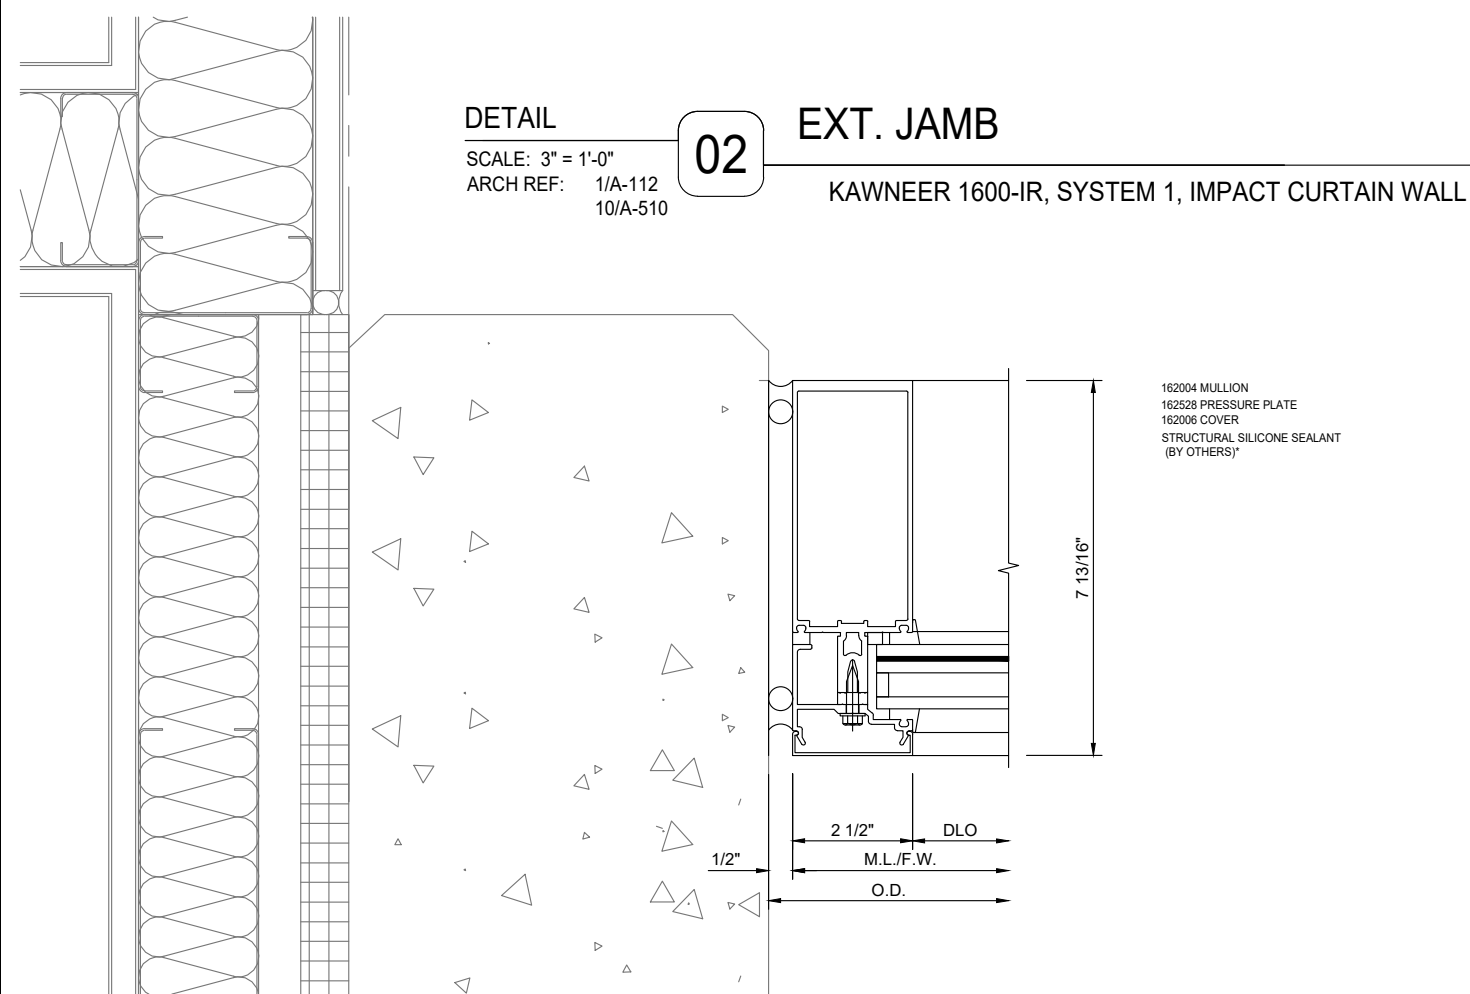 DETAIL
02
EXT. JAMB
SCALE: 3" = 1'-0"
ARCH REF: 1/A-112
10/A-510
KAWNEER 1600-IR, SYSTEM 1, IMPACT CURTAIN WALL
162004 MULLION
162528 PRESSURE PLATE
162006 COVER
STRUCTURAL SILICONE SEALANT
(BY OTHERS)*
7 13/16"
2 1/2"
DLO
1/2"
M.L./F.W.
O.D.